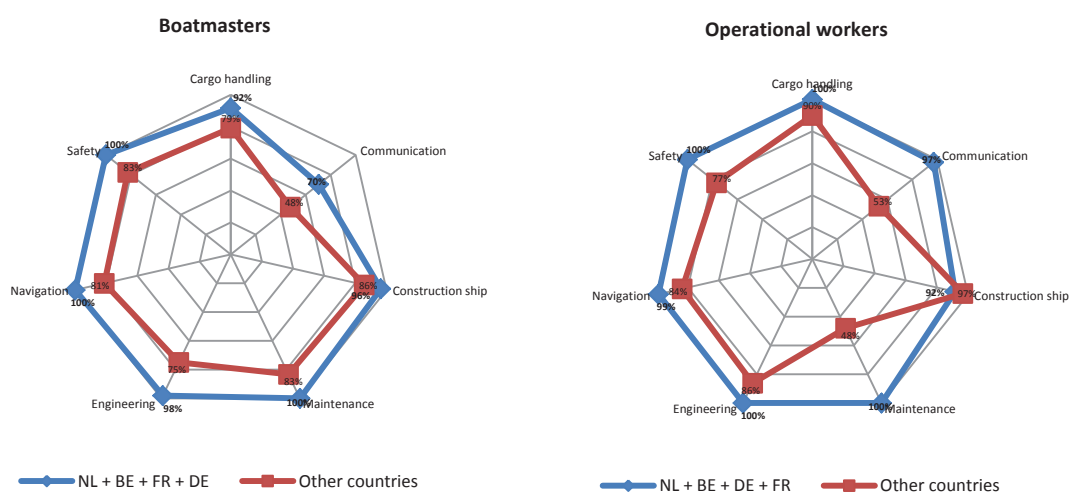 Boatmasters
Cargo handling
92%
79%
100%
Safety
83%
Communication
70%
48%
81%
Navigation
100%
86%
96%
Construction ship
75%
83%
Engineering
98%
100%
Maintenance
NL + BE + FR + DE
Other countries
Operational workers
Cargo handling
100%
90%
100%
Safety
77%
97%
Communication
53%
84%
Navigation
99%
92%
97%
Construction ship
48%
86%
Engineering
100%
100%
Maintenance
NL + BE + DE + FR
Other countries